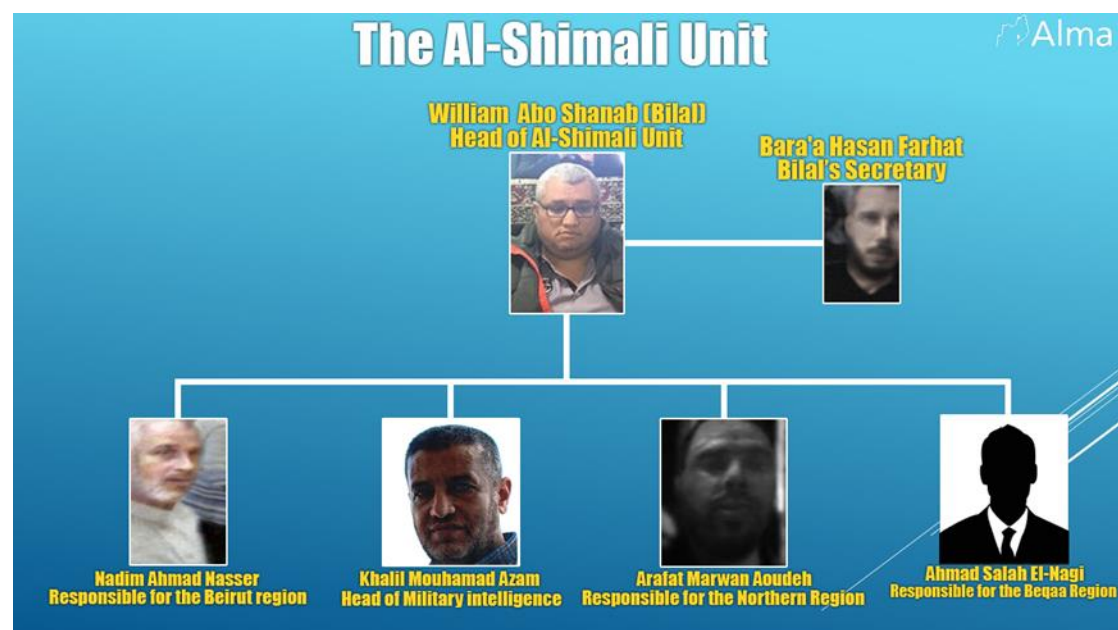 The Al-Shimali Unit
Alma
William Abo Shanab (Bilal)
Head of Al-Shimali Unit
Bara'a Hasan Farhat
Bilal's Secretary
Nadim Ahmad Nasser
Responsible for the Beirut region
Khalil Mouhamad Azam
Head of Military intelligence
Arafat Marwan Aoudeh
Responsible for the Northern Region
Ahmad Salah El-Nagi
Responsible for the Beqaa Region